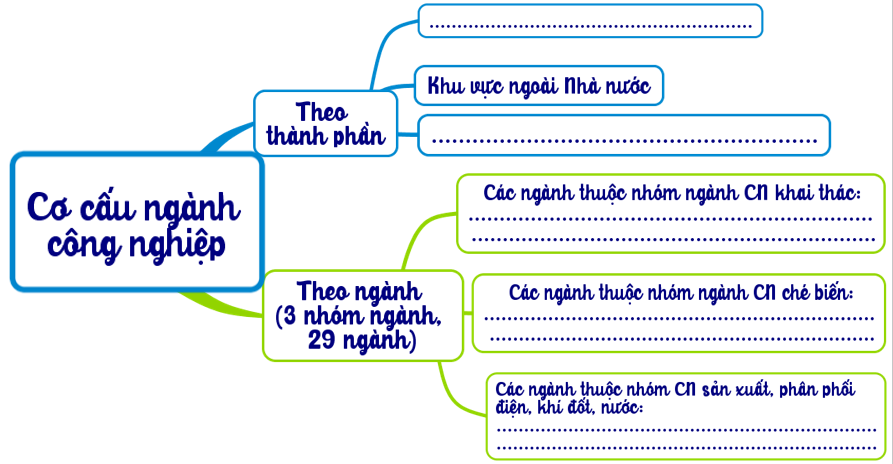 Cơ cấu ngành
công nghiệp
Theo
thành phần
..........................................................
Khu vực ngoài Nhà nước
..........................................................
Theo ngành
(3 nhóm ngành,
29 ngành)
Các ngành thuộc nhóm ngành CN khai thác:
......................................................................
......................................................................
Các ngành thuộc nhóm ngành CN ché biến:
....................................................................
...................................................................
Các ngành thuộc nhóm CN sản xuất, phân phối
điện, khí đốt, nước:
..................................................................
..................................................................